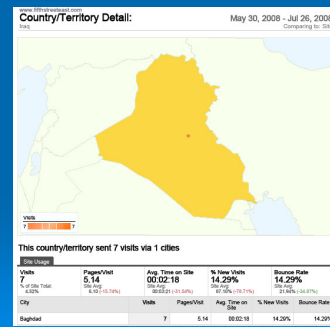 www.fifthstreeteast.com
Country/Territory Detail:
Iraq
May 30, 2008 - Jul 26, 2008
Comparing to: Site
Visits
7 7
This country/territory sent 7 visits via 1 cities
Site Usage
Visits Pages/Visit Avg. Time on Site % New Visits Bounce Rate
7 5.14 00:02:18 14.29% 14.29%
% of Site Total: Site Avg: Site Avg: Site Avg: Site Avg:
City Visits Pages/Visit Avg. Time on Site % New Visits Bounce Rate
Baghdad 7 5.14 00:02:18 14.29% 14.29%